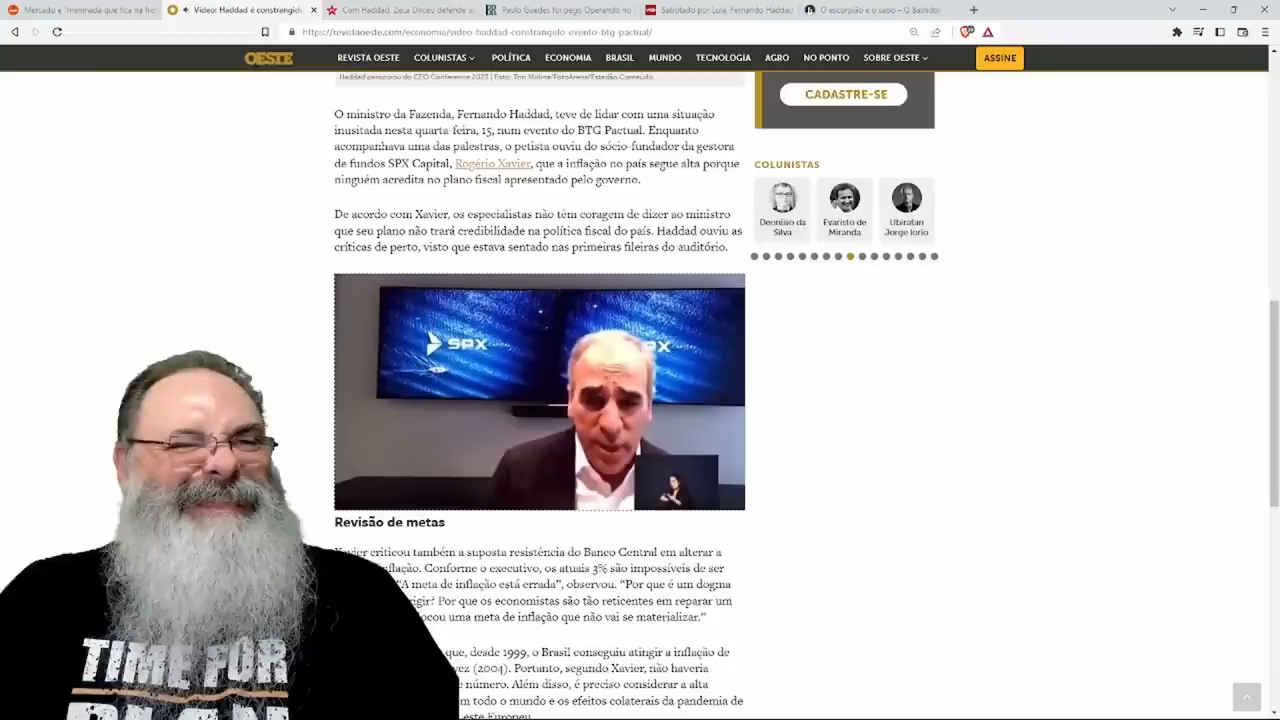 Mercado e "meninada que fica na fre
Vídeo: Haddad é constrangido
Com Haddad, Zeca Dirceu defende a
Paulo Guedes foi pego Operando no
Sabotado por Lula, Fernando Haddad
O escorpião e o sapo – O Bastidor
https://revistaoeste.com/economia/video-haddad-constrangido-evento-btg-pactual/
OESTE
REVISTA OESTE COLUNISTAS POLÍTICA ECONOMIA BRASIL MUNDO TECNOLOGIA AGRO NO PONTO SOBRE OESTE ASSINE
Haddad participou do CEO Conference 2023 | Foto: Tom Molina/FotoArena/Estadão Conteúdo
O ministro da Fazenda, Fernando Haddad, teve de lidar com uma situação
inusitada nesta quarta-feira, 15, num evento do BTG Pactual. Enquanto
acompanhava uma das palestras, o petista ouviu do sócio-fundador da gestora
de fundos SPX Capital, Rogério Xavier, que a inflação no país segue alta porque
ninguém acredita no plano fiscal apresentado pelo governo.
De acordo com Xavier, os especialistas não têm coragem de dizer ao ministro
que seu plano não trará credibilidade na política fiscal do país. Haddad ouviu as
críticas de perto, visto que estava sentado nas primeiras fileiras do auditório.
CADASTRE-SE
COLUNISTAS
Deonísio da
Silva
Evaristo de
Miranda
Ubiratan
Jorge Iorio
SPX
PX
Revisão de metas
Xavier criticou também a suposta resistência do Banco Central em alterar a
inflação. Conforme o executivo, os atuais 3% são impossíveis de ser
"A meta de inflação está errada", observou. "Por que é um dogma
rigir? Por que os economistas são tão reticentes em reparar um
locou uma meta de inflação que não vai se materializar."
que, desde 1999, o Brasil conseguiu atingir a inflação de
vez (2004). Portanto, segundo Xavier, não haveria
número. Além disso, é preciso considerar a alta
m todo o mundo e os efeitos colaterais da pandemia de
este Europeu.
TIME FOR
PLAN